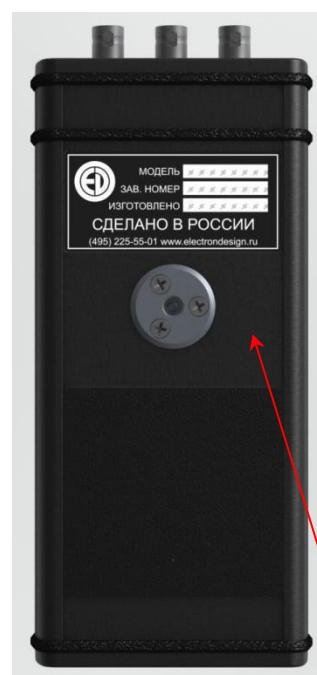 ED
МОДЕЛЬ
ЗАВ. НОМЕР
ИЗГОТОВЛЕНО
СДЕЛАНО В РОССИИ
(495) 225-55-01 www.electrondesign.ru